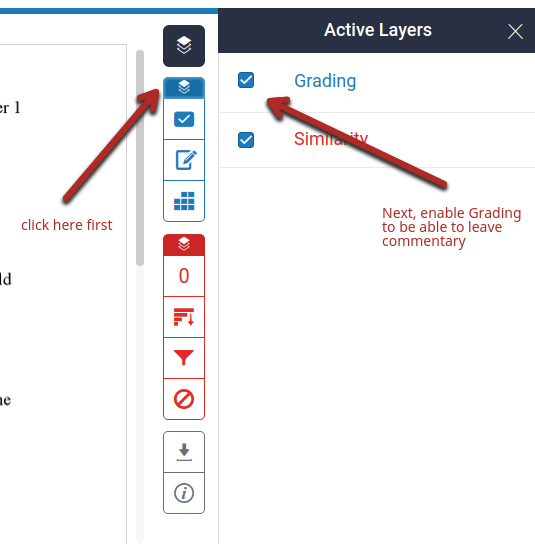 Active Layers
er 1
Grading
Similarity
click here first
Next, enable Grading
to be able to leave
commentary
ld
0
ne